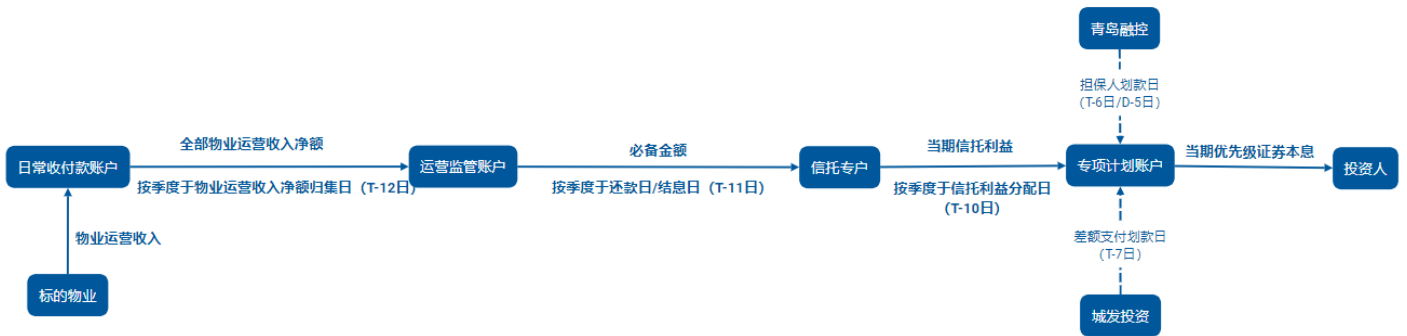 青岛融控
担保人划款日
(T-6日/D-5日)
全部物业运营收入净额
必备金额
当期信托利益
当期优先级证券本息
日常收付款账户
运营监管账户
信托专户
专项计划账户
投资人
按季度于物业运营收入净额归集日（T-12日）
按季度于还款日/结息日（T-11日）
按季度于信托利益分配日
（T-10日）
物业运营收入
差额支付划款日
(T-7日)
标的物业
城发投资